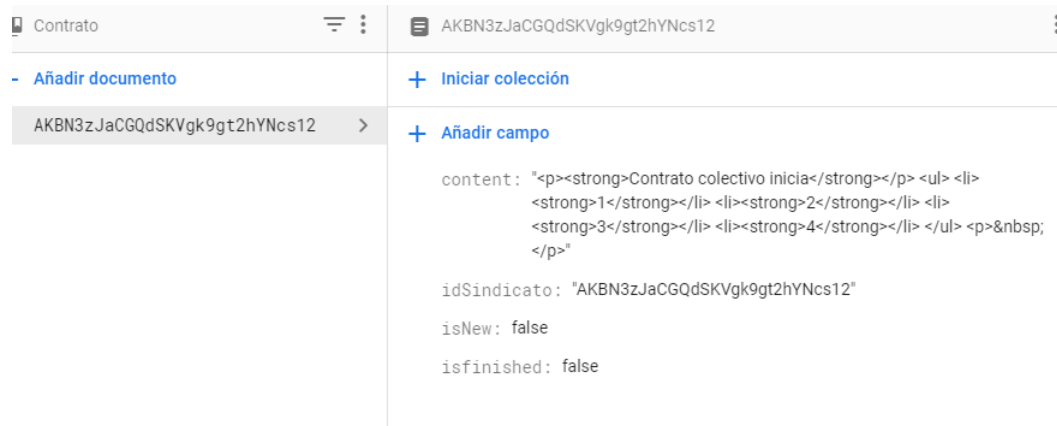 Contrato
AKBN3zJaCGQdSKVgk9gt2hYNcs12
Añadir documento
+ Iniciar colección
AKBN3zJaCGQdSKVgk9gt2hYNcs12
+ Añadir campo
content: "<p><strong>Contrato colectivo inicia</strong></p> <ul> <li>
<strong>1</strong></li> <li><strong>2</strong></li> <li>
<strong>3</strong></li> <li><strong>4</strong></li> </ul> <p>&nbsp;
</p>"
idSindicato: "AKBN3zJaCGQdSKVgk9gt2hYNcs12"
isNew: false
isfinished: false